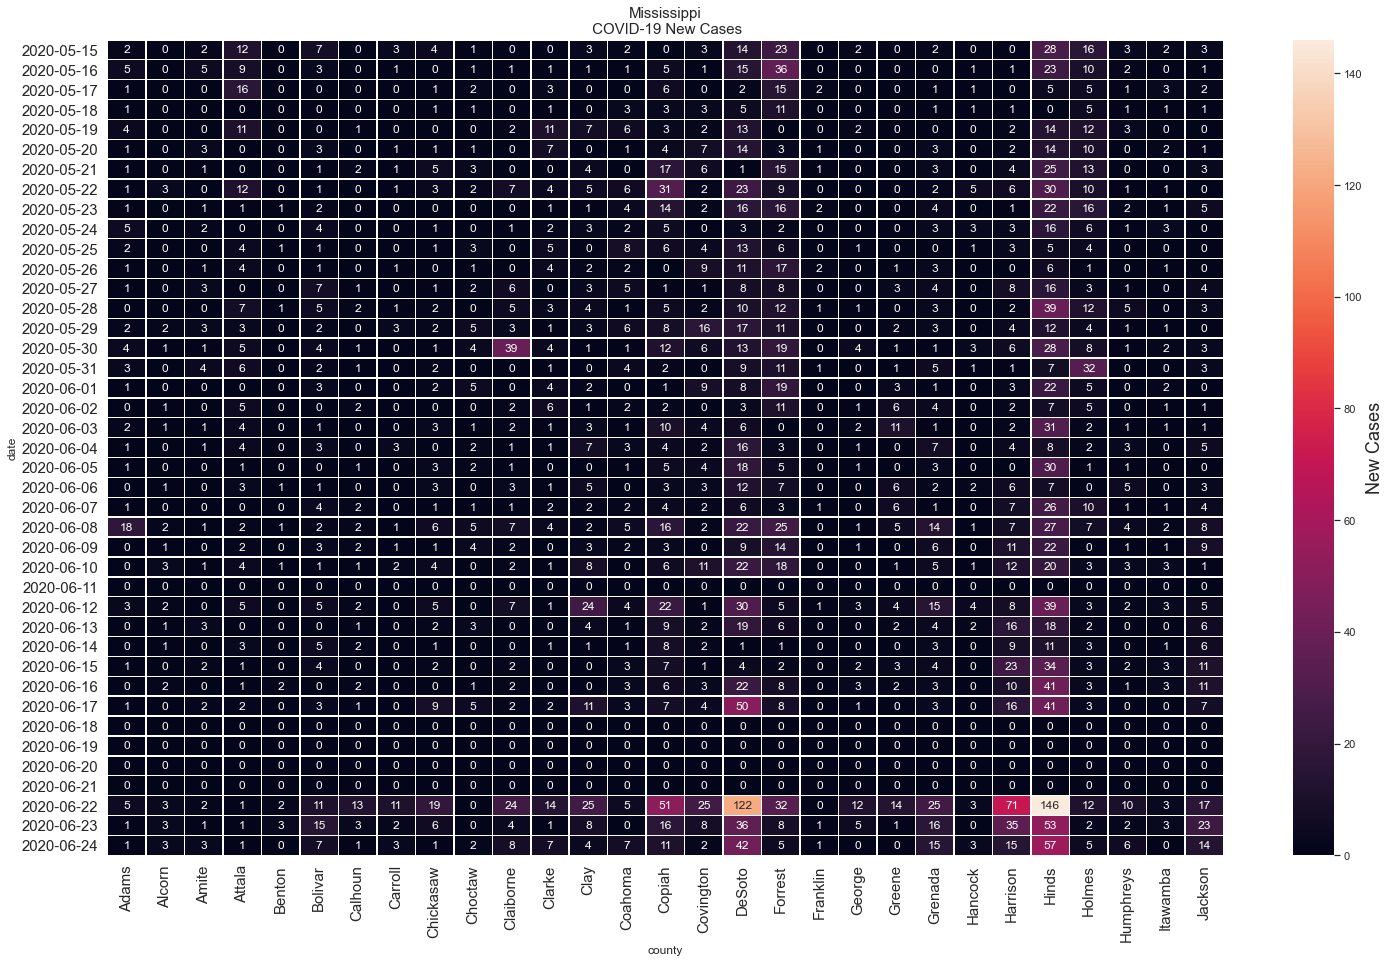 Mississippi
COVID-19 New Cases
2020-05-15 2 0 2 12 0 7 0 3 4 1 0 0 3 2 0 3 14 23 0 2 0 2 0 0 28 16 3 2 3
2020-05-16 5 0 5 9 0 3 0 1 0 1 1 1 1 1 5 1 15 36 0 0 0 0 1 1 23 10 2 0 1
2020-05-17 1 0 0 16 0 0 0 0 1 2 0 3 0 0 6 0 2 15 2 0 0 1 1 0 5 5 1 3 2
2020-05-18 1 0 0 0 0 0 0 0 1 1 0 1 0 3 3 3 5 11 0 0 0 1 1 1 0 5 1 1 1
2020-05-19 4 0 0 11 0 0 1 0 0 0 2 11 7 6 3 2 13 0 0 2 0 0 0 2 14 12 3 0 0
2020-05-20 1 0 3 0 0 3 0 1 1 1 0 7 0 1 4 7 14 3 1 0 0 3 0 2 14 10 0 2 1
2020-05-21 1 0 1 0 0 1 2 1 5 3 0 0 4 0 17 6 1 15 1 0 0 3 0 4 25 13 0 0 3
2020-05-22 1 3 0 12 0 1 0 1 3 2 7 4 5 6 31 2 23 9 0 0 0 2 5 6 30 10 1 1 0
2020-05-23 1 0 1 1 1 2 0 0 0 0 0 1 1 4 14 2 16 16 2 0 0 4 0 1 22 16 2 1 5
2020-05-24 5 0 2 0 0 4 0 0 1 0 1 2 3 2 5 0 3 2 0 0 0 3 3 3 16 6 1 3 0
2020-05-25 2 0 0 4 1 1 0 0 1 3 0 5 0 8 6 4 13 6 0 1 0 0 1 3 5 4 0 0 0
2020-05-26 1 0 1 4 0 1 0 1 0 1 0 4 2 2 0 9 11 17 2 0 1 3 0 0 6 1 0 1 0
2020-05-27 1 0 3 0 0 7 1 0 1 2 6 0 3 5 1 1 8 8 0 0 3 4 0 8 16 3 1 0 4
2020-05-28 0 0 0 7 1 5 2 1 2 0 5 3 4 1 5 2 10 12 1 1 0 3 0 2 39 12 5 0 3
2020-05-29 2 2 3 3 0 2 0 3 2 5 3 1 3 6 8 16 17 11 0 0 2 3 0 4 12 4 1 1 0
2020-05-30 4 1 1 5 0 4 1 0 1 4 39 4 1 1 12 6 13 19 0 4 1 1 3 6 28 8 1 2 3
2020-05-31 3 0 4 6 0 2 1 0 2 0 0 1 0 4 2 0 9 11 1 0 1 5 1 1 7 32 0 0 3
2020-06-01 1 0 0 0 0 3 0 0 2 5 0 4 2 0 1 9 8 19 0 0 3 1 0 3 22 5 0 2 0
2020-06-02 0 1 0 5 0 0 2 0 0 0 2 6 1 2 2 0 3 11 0 1 6 4 0 2 7 5 0 1 1
2020-06-03 2 1 1 4 0 1 0 0 3 1 2 1 3 1 10 4 6 0 0 2 11 1 0 2 31 2 1 1 1
2020-06-04 1 0 1 4 0 3 0 3 0 2 1 1 7 3 4 2 16 3 0 1 0 7 0 4 8 2 3 0 5
2020-06-05 1 0 0 1 0 0 1 0 3 2 1 0 0 1 5 4 18 5 0 1 0 3 0 0 30 1 1 0 0
2020-06-06 0 1 0 3 1 1 0 0 3 0 3 1 5 0 3 3 12 7 0 0 6 2 2 6 7 0 5 0 3
2020-06-07 1 0 0 0 0 4 2 0 1 1 1 2 2 2 4 2 6 3 1 0 6 1 0 7 26 10 1 1 4
2020-06-08 18 2 1 2 1 2 2 1 6 5 7 4 2 5 16 2 22 25 0 1 5 14 1 7 27 7 4 2 8
2020-06-09 0 1 0 2 0 3 2 1 1 4 2 0 3 2 3 0 9 14 0 1 0 6 0 11 22 0 1 1 9
2020-06-10 0 3 1 4 1 1 1 2 4 0 2 1 8 0 6 11 22 18 0 0 1 5 1 12 20 3 3 3 1
2020-06-11 0 0 0 0 0 0 0 0 0 0 0 0 0 0 0 0 0 0 0 0 0 0 0 0 0 0 0 0 0
2020-06-12 3 2 0 5 0 5 2 0 5 0 7 1 24 4 22 1 30 5 1 3 4 15 4 8 39 3 2 3 5
2020-06-13 0 1 3 0 0 0 1 0 2 3 0 0 4 1 9 2 19 6 0 0 2 4 2 16 18 2 0 0 6
2020-06-14 0 1 0 3 0 5 2 0 1 0 0 1 1 1 8 2 1 1 0 0 0 3 0 9 11 3 0 1 6
2020-06-15 1 0 2 1 0 4 0 0 2 0 2 0 0 3 7 1 4 2 0 2 3 4 0 23 34 3 2 3 11
2020-06-16 0 2 0 1 2 0 2 0 0 1 2 0 0 3 6 3 22 8 0 3 2 3 0 10 41 3 1 3 11
2020-06-17 1 0 2 2 0 3 1 0 9 5 2 2 11 3 7 4 50 8 0 1 0 3 0 16 41 3 0 0 7
2020-06-18 0 0 0 0 0 0 0 0 0 0 0 0 0 0 0 0 0 0 0 0 0 0 0 0 0 0 0 0 0
2020-06-19 0 0 0 0 0 0 0 0 0 0 0 0 0 0 0 0 0 0 0 0 0 0 0 0 0 0 0 0 0
2020-06-20 0 0 0 0 0 0 0 0 0 0 0 0 0 0 0 0 0 0 0 0 0 0 0 0 0 0 0 0 0
2020-06-21 0 0 0 0 0 0 0 0 0 0 0 0 0 0 0 0 0 0 0 0 0 0 0 0 0 0 0 0 0
2020-06-22 5 3 2 1 2 11 13 11 19 0 24 14 25 5 51 25 122 32 0 12 14 25 3 71 146 12 10 3 17
2020-06-23 1 3 1 1 3 15 3 2 6 0 4 1 8 0 16 8 36 8 1 5 1 16 0 35 53 2 2 3 23
2020-06-24 1 3 3 1 0 7 1 3 1 2 8 7 4 7 11 2 42 5 1 0 0 15 3 15 57 5 6 0 14
Adams Alcorn Amite Attala Benton Bolivar Calhoun Carroll Chickasaw Choctaw Claiborne Clarke Clay Coahoma Copiah Covington DeSoto Forrest Franklin George Greene Grenada Hancock Harrison Hinds Holmes Humphreys Itawamba Jackson
county
date
140
120
100
80
60
40
20
0
New Cases